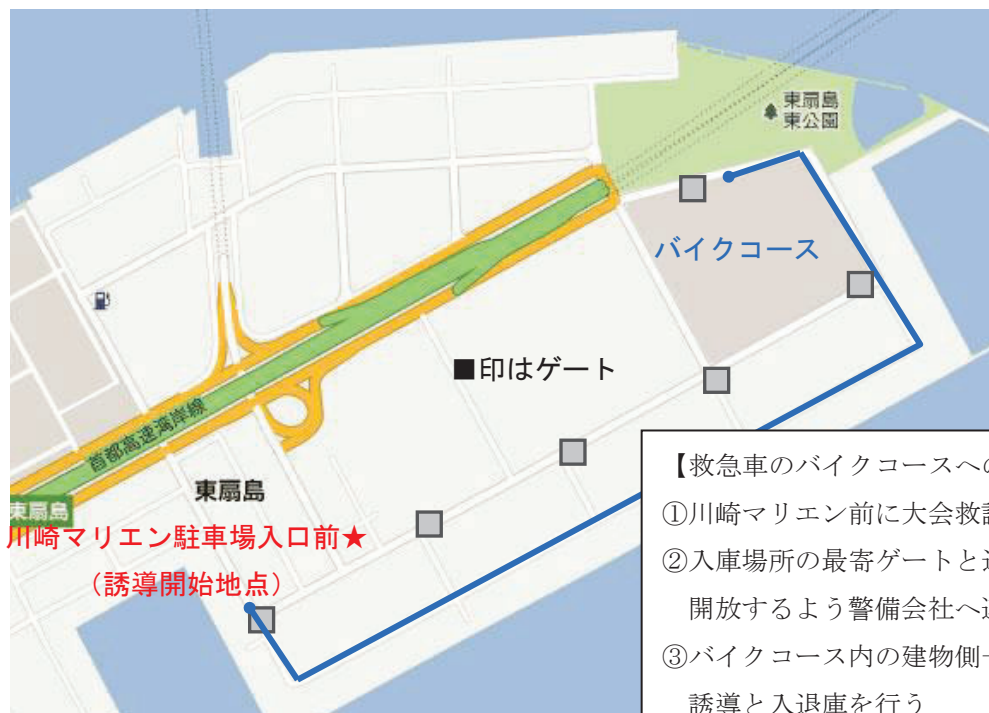 東扇島
東公園
バイクコース
■印はゲート
首都高速湾岸線
東扇島
東扇島
川崎マリエン駐車場入口前★
（誘導開始地点）
【救急車のバイクコースへの
①川崎マリエン前に大会救
②入庫場所の最寄ゲートと
開放するよう警備会社へ
③バイクコース内の建物側
誘導と入退庫を行う